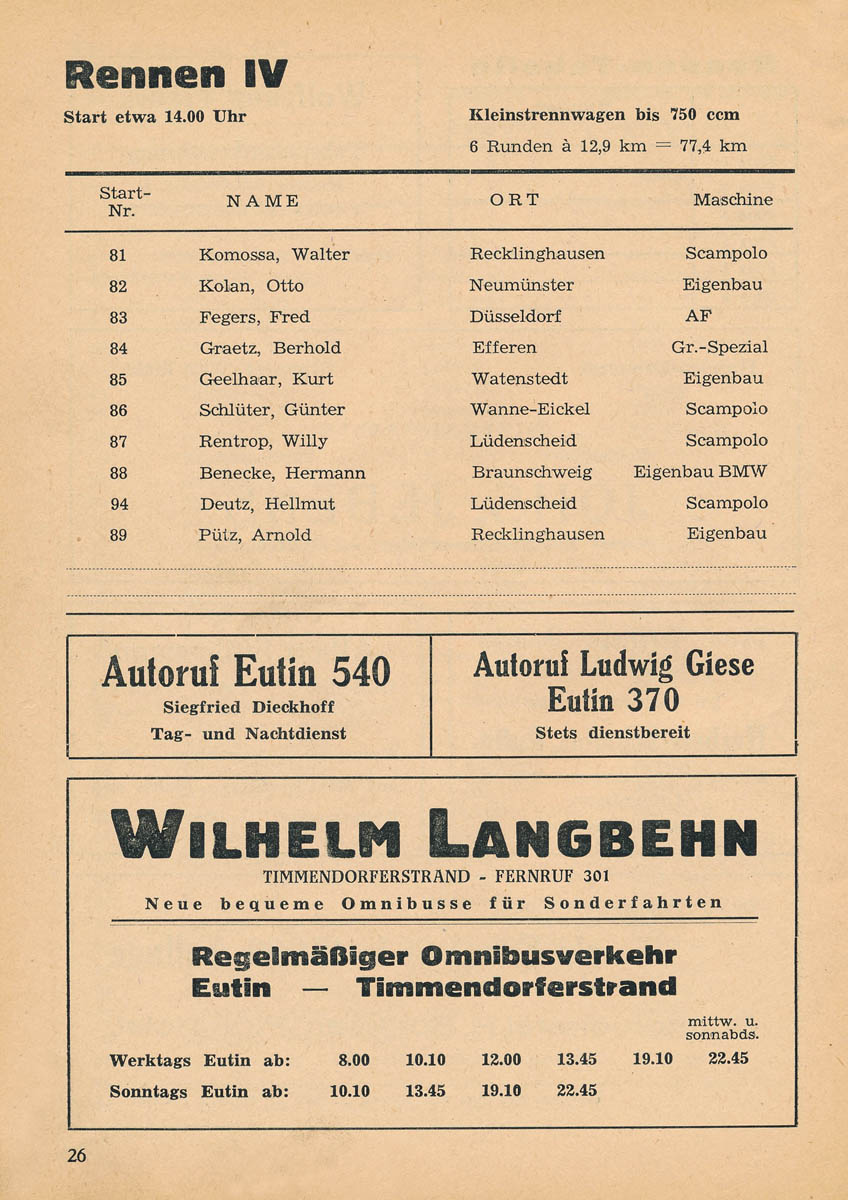 Rennen IV
Start etwa 14.00 Uhr
Kleinstrennwagen bis 750 ccm
6 Runden à 12,9 km = 77,4 km
Start-Nr. NAME ORT Maschine
81 Komossa, Walter Recklinghausen Scampolo
82 Kolan, Otto Neumünster Eigenbau
83 Fegers, Fred Düsseldorf AF
84 Graetz, Berhold Efferen Gr.-Spezial
85 Geelhaar, Kurt Watenstedt Eigenbau
86 Schlüter, Günter Wanne-Eickel Scampolo
87 Rentrop, Willy Lüdenscheid Scampolo
88 Benecke, Hermann Braunschweig Eigenbau BMW
94 Deutz, Hellmut Lüdenscheid Scampolo
89 Pütz, Arnold Recklinghausen Eigenbau
Autoruf Eutin 540
Siegfried Dieckhoff
Tag- und Nachtdienst
Autoruf Ludwig Giese
Eutin 370
Stets dienstbereit
WILHELM LANGBEHN
TIMMENDORFERSTRAND - FERNRUF 301
Neue bequeme Omnibusse für Sonderfahrten
Regelmäßiger Omnibusverkehr
Eutin — Timmendorferstrand
mittw. u.
sonnabds.
Werktags Eutin ab: 8.00 10.10 12.00 13.45 19.10 22.45
Sonntags Eutin ab: 10.10 13.45 19.10 22.45
26